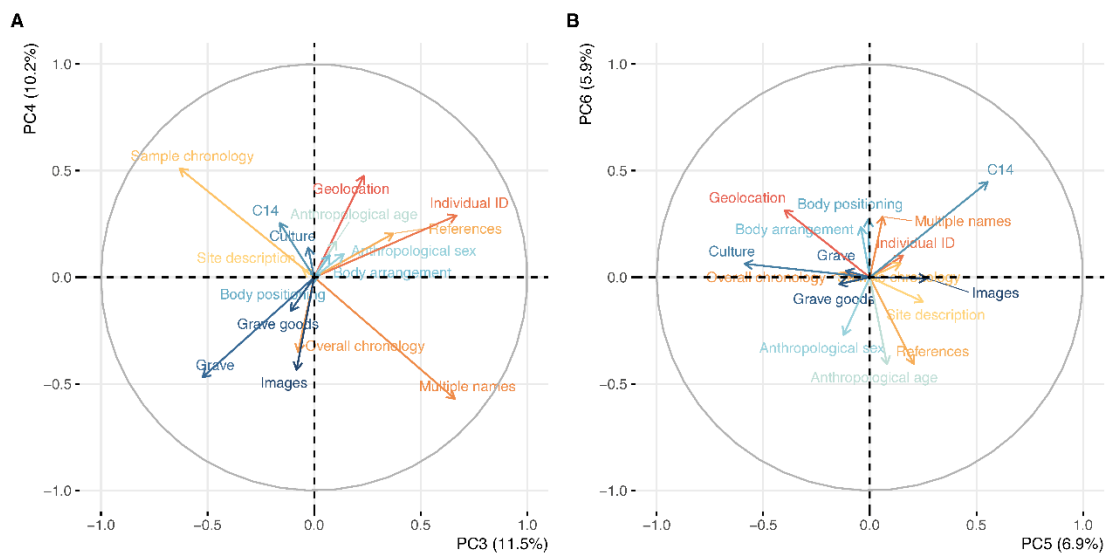 A
PC4 (10.2%)
1.0
0.5
0.0
−0.5
−1.0
Sample chronology
Geolocation
Individual ID
C14
Anthropological age
References
Culture
Anthropological sex
Site description
Body arrangement
Body positioning
Grave goods
Overall chronology
Grave
Images
Multiple names
−1.0 −0.5 0.0 0.5 1.0
PC3 (11.5%)
B
PC6 (5.9%)
1.0
0.5
0.0
−0.5
−1.0
C14
Geolocation
Body positioning
Multiple names
Body arrangement
Individual ID
Culture
Grave
Overall chronology
chronology
Grave goods
Images
Site description
Anthropological sex
References
Anthropological age
−1.0 −0.5 0.0 0.5 1.0
PC5 (6.9%)